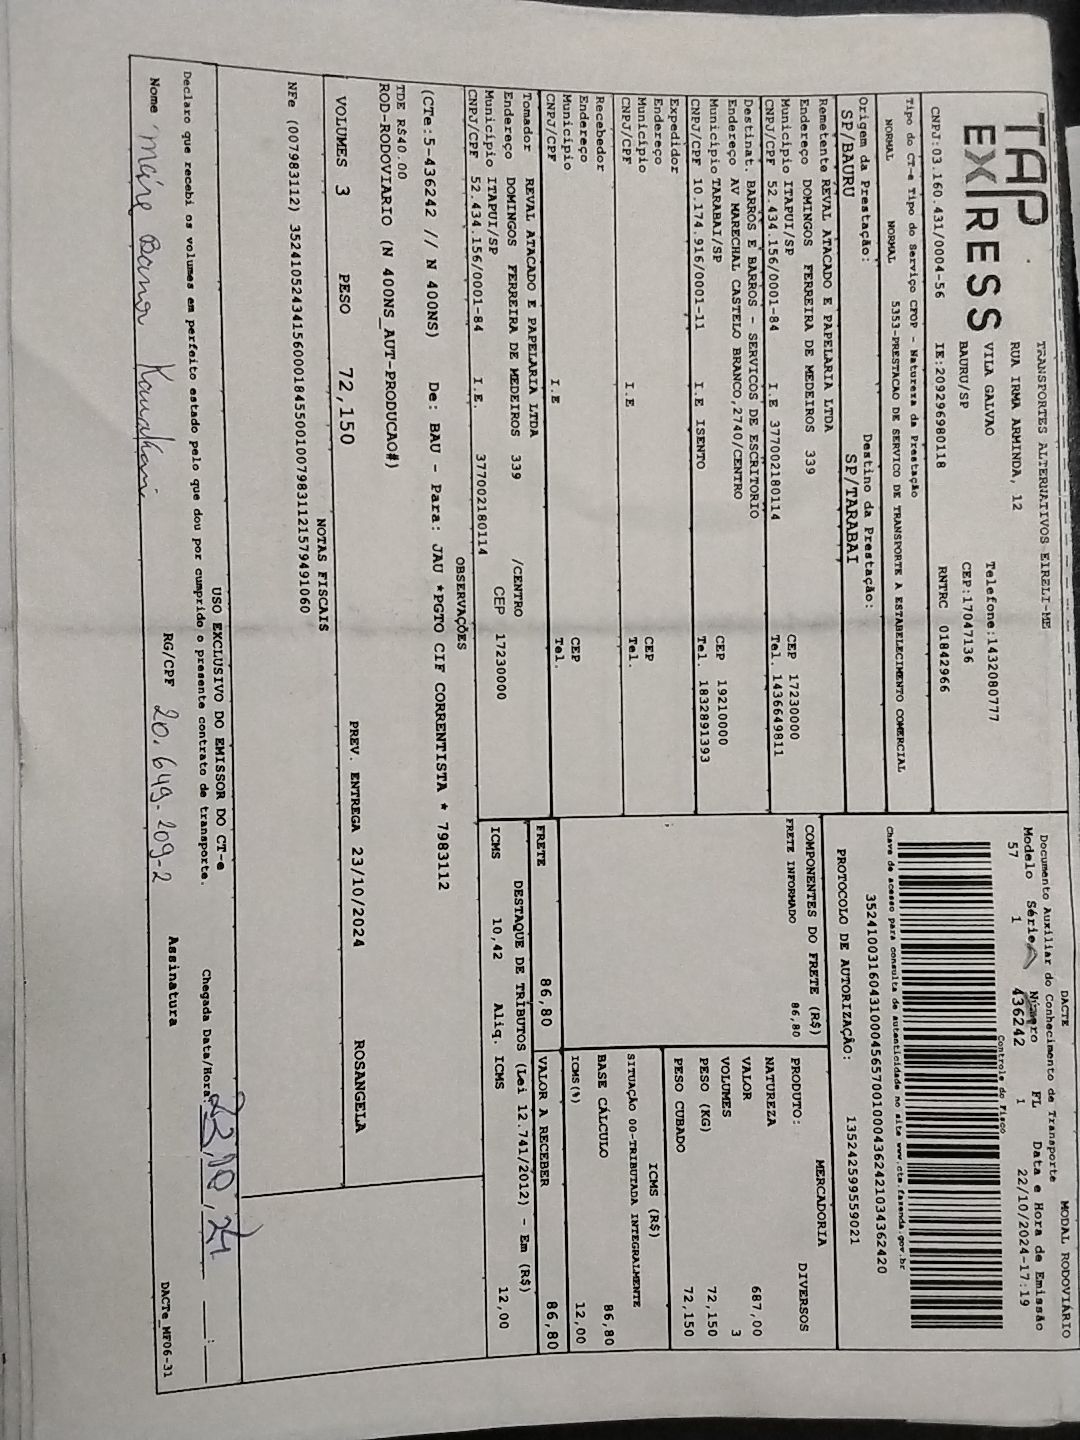 TAP
EXPRESS
TRANSPORTES ALTERNATIVOS EIRELI-ME
RUA IRMA ARMINDA, 12
VILA GALVAO
BAURU/SP
Telefone:1432080777
CEP:17047136
CNPJ:03.160.431/0004-56 IE:209296980118 RNTRC 01842966
DACTE MODAL RODOVIÁRIO
Documento Auxiliar do Conhecimento de Transporte
Modelo Série Número FL Data e Hora de Emissão
57 1 436242 1 22/10/2024-17:19
Controle do Fisco
Chave de acesso para consulta de autenticidade no site www.cte.fazenda.gov.br
35241003160431000456570010004362421034362420
PROTOCOLO DE AUTORIZAÇÃO: 135242599559021
Tipo do CT-e Tipo do Serviço CFOP - Natureza da Prestação
NORMAL NORMAL 5353-PRESTACAO DE SERVICO DE TRANSPORTE A ESTABELECIMENTO COMERCIAL
Origem da Prestação: Destino da Prestação:
SP/BAURU SP/TARABAI
Remetente REVAL ATACADO E PAPELARIA LTDA
Endereço DOMINGOS FERREIRA DE MEDEIROS 339
Município ITAPUI/SP CEP 17230000
CNPJ/CPF 52.434.156/0001-84 I.E 377002180114 Tel. 1436649811
Destinat. BARROS E BARROS - SERVICOS DE ESCRITORIO
Endereço AV MARECHAL CASTELO BRANCO,2740/CENTRO
Município TARABAI/SP CEP 19210000
CNPJ/CPF 10.174.916/0001-11 I.E ISENTO Tel. 1832891393
Expedidor
Endereço
Município CEP
CNPJ/CPF I.E Tel.
Recebedor
Endereço
Município CEP
CNPJ/CPF I.E Tel.
Tomador REVAL ATACADO E PAPELARIA LTDA
Endereço DOMINGOS FERREIRA DE MEDEIROS 339 /CENTRO
Município ITAPUI/SP CEP 17230000
CNPJ/CPF 52.434.156/0001-84 I.E. 377002180114
COMPONENTES DO FRETE (R$)
FRETE INFORMADO 86,80
MERCADORIA
PRODUTO: DIVERSOS
NATUREZA
VALOR 687,00
VOLUMES 3
PESO (KG) 72,150
PESO CUBADO 72,150
ICMS (R$)
SITUAÇÃO 00-TRIBUTADA INTEGRALMENTE
BASE CÁLCULO 86,80
ICMS(%) 12,00
FRETE 86,80 VALOR A RECEBER 86,80
DESTAQUE DE TRIBUTOS (Lei 12.741/2012) - Em (R$)
ICMS 10,42 Aliq. ICMS 12,00
OBSERVAÇÕES
(CTe:5-436242 // N 400NS) De: BAU - Para: JAU *PGTO CIF CORRENTISTA * 7983112
TDE R$40.00
ROD-RODOVIARIO (N 400NS_AUT-PRODUCAO#)
VOLUMES 3 PESO 72,150 PREV. ENTREGA 23/10/2024 ROSANGELA
NOTAS FISCAIS
NFe (007983112) 35241052434156000184550010079831121579491060
USO EXCLUSIVO DO EMISSOR DO CT-e
Declaro que recebi os volumes em perfeito estado pelo que dou por cumprido o presente contrato de transporte. Chegada Data/Hora: 23/10/24 :
Nome RG/CPF 20.649-209-2 Assinatura
DACTe_MF06-31